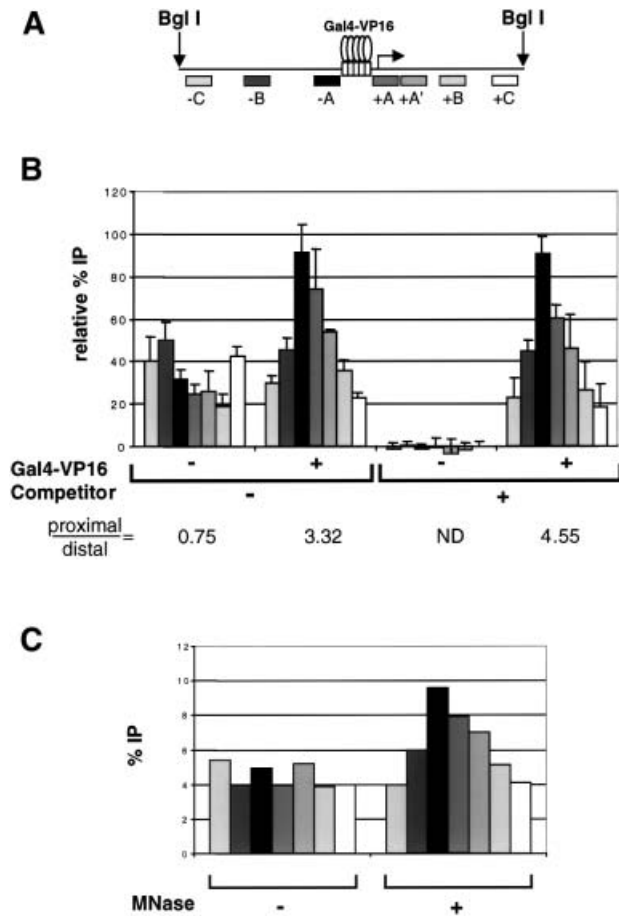 A
Bgl I
Gal4-VP16
Bgl I
-C -B -A +A +A' +B +C
B
relative % IP
120
100
80
60
40
20
0
Gal4-VP16 - + - +
Competitor - +
proximal/distal = 0.75 3.32 ND 4.55
C
% IP
12
10
8
6
4
2
0
MNase - +